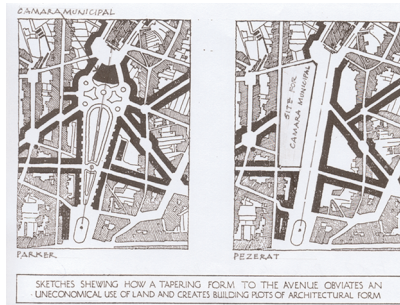 CAMARA MUNICIPAL
SITE FOR
CAMARA MUNICIPAL
PARKER
PEZERAT
SKETCHES SHEWING HOW A TAPERING FORM TO THE AVENUE OBVIATES AN
UNECONOMICAL USE OF LAND AND CREATES BUILDING PLOTS OF ARCHITECTURAL FORM